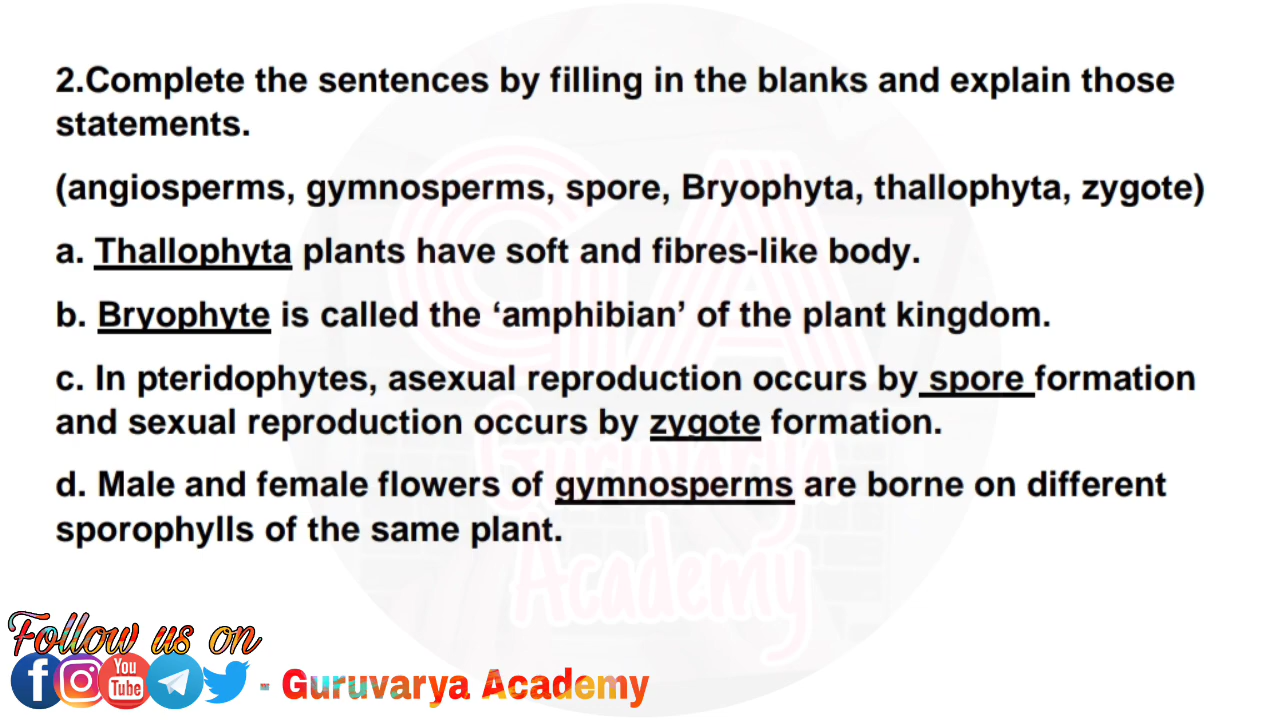 2.Complete the sentences by filling in the blanks and explain those
statements.
(angiosperms, gymnosperms, spore, Bryophyta, thallophyta, zygote)
a. Thallophyta plants have soft and fibres-like body.
b. Bryophyte is called the ‘amphibian’ of the plant kingdom.
c. In pteridophytes, asexual reproduction occurs by spore formation
and sexual reproduction occurs by zygote formation.
d. Male and female flowers of gymnosperms are borne on different
sporophylls of the same plant.
GA
Guruvarya
Academy
Follow us on
You
Tube
- Guruvarya Academy